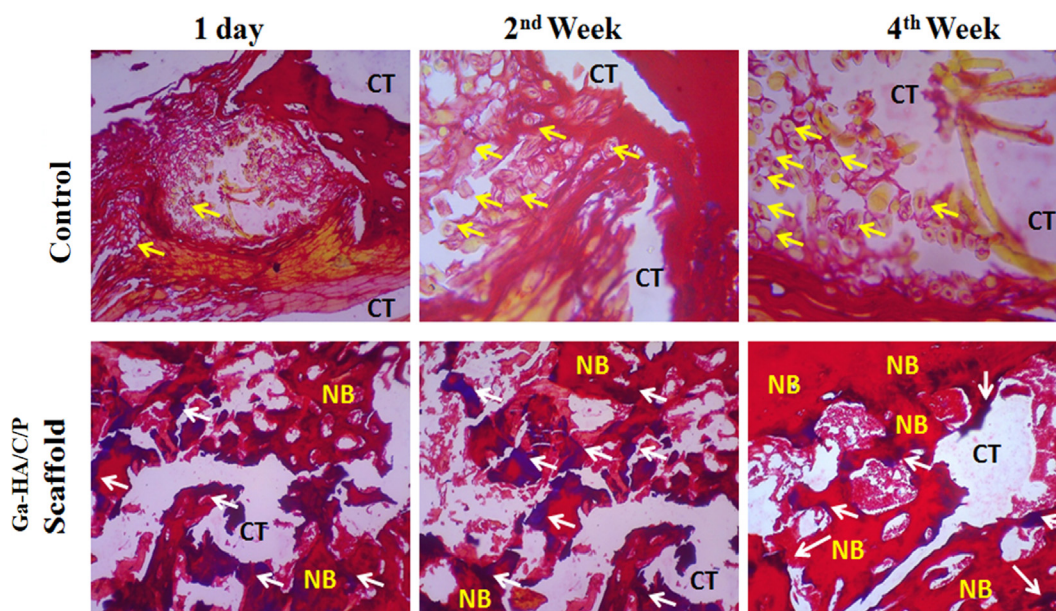 1 day 2nd Week 4th Week
Control
CT CT CT
CT CT CT
Ga-HA/C/P
Scaffold
NB NB NB NB
NB
CT CT
CT
NB
NB NB NB